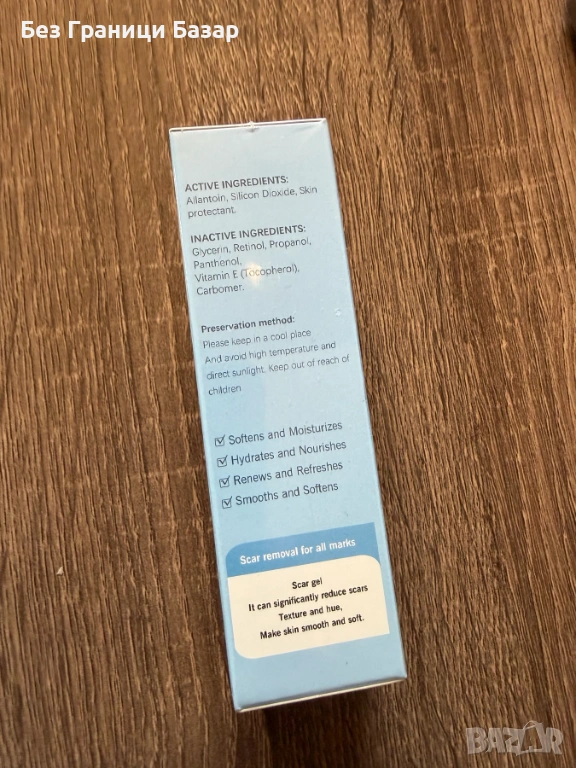 Без Граници Базар
ACTIVE INGREDIENTS:
Allantoin, Silicon Dioxide, Skin
protectant.
INACTIVE INGREDIENTS:
Glycerin, Retinol, Propanol,
Panthenol,
Vitamin E (Tocopherol),
Carbomer.
Preservation method:
Please keep in a cool place
And avoid high temperature and
direct sunlight. Keep out of reach of
children
Softens and Moisturizes
Hydrates and Nourishes
Renews and Refreshes
Smooths and Softens
Scar removal for all marks
Scar gel
It can significantly reduce scars
Texture and hue,
Make skin smooth and soft.
BAZAR